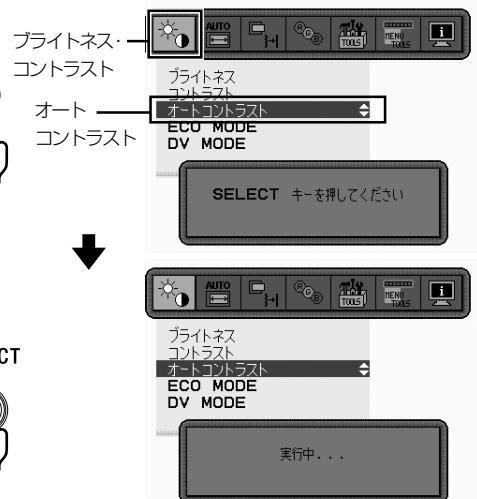 ブライトネス・
コントラスト
オート
コントラスト
AUTO
R G B
TOOLS
MENU
TOOLS
i
ブライトネス
コントラスト
オートコントラスト
ECO MODE
DV MODE
SELECT キーを押してください
CT
AUTO
R G B
TOOLS
MENU
TOOLS
i
ブライトネス
コントラスト
オートコントラスト
ECO MODE
DV MODE
実行中...